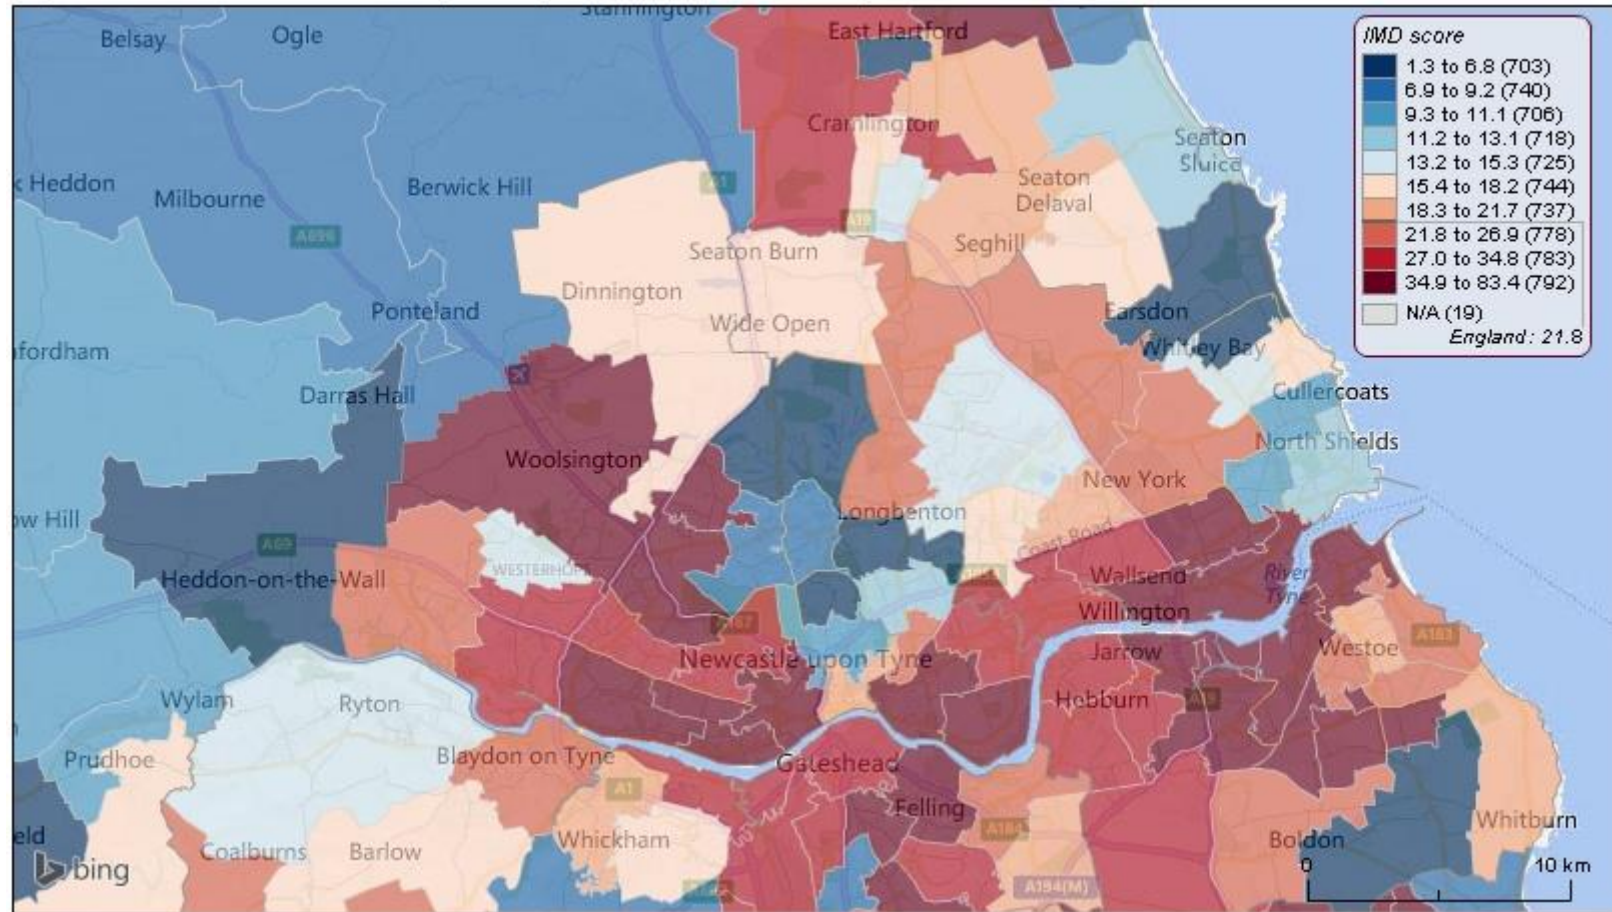 Stannington
Belsay
Ogle
East Hartford
IMD score
1.3 to 6.8 (703)
6.9 to 9.2 (740)
9.3 to 11.1 (706)
11.2 to 13.1 (718)
13.2 to 15.3 (725)
15.4 to 18.2 (744)
18.3 to 21.7 (737)
21.8 to 26.9 (778)
27.0 to 34.8 (783)
34.9 to 83.4 (792)
N/A (19)
England: 21.8
Cramlington
Seaton
Sluice
Heddon
Milbourne
Berwick Hill
A1
Seaton
Delaval
A696
A19
Seaton Burn
Seghill
Dinnington
Ponteland
Wide Open
Earsdon
Whitley Bay
fordham
Darras Hall
Cullercoats
Woolsington
North Shields
New York
ow Hill
Longbenton
A69
Coast Road
Heddon-on-the-Wall
WESTERHOPE
Wallsend
River
Tyne
Willington
A167
A183
Newcastle upon Tyne
Jarrow
Westoe
Wylam
Ryton
Hebburn
A19
Prudhoe
Blaydon on Tyne
Gateshead
A1
Felling
Whitburn
eld
Whickham
A184
Boldon
Coalburns
Barlow
bing
A194(M)
0
10 km